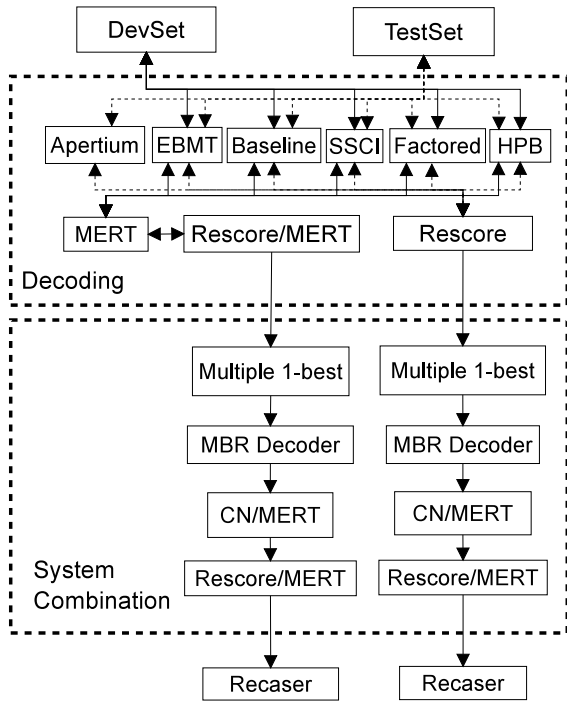 DevSet
TestSet
Apertium
EBMT
Baseline
SSCI
Factored
HPB
MERT
Rescore/MERT
Rescore
Decoding
Multiple 1-best
Multiple 1-best
MBR Decoder
MBR Decoder
CN/MERT
CN/MERT
Rescore/MERT
Rescore/MERT
System
Combination
Recaser
Recaser